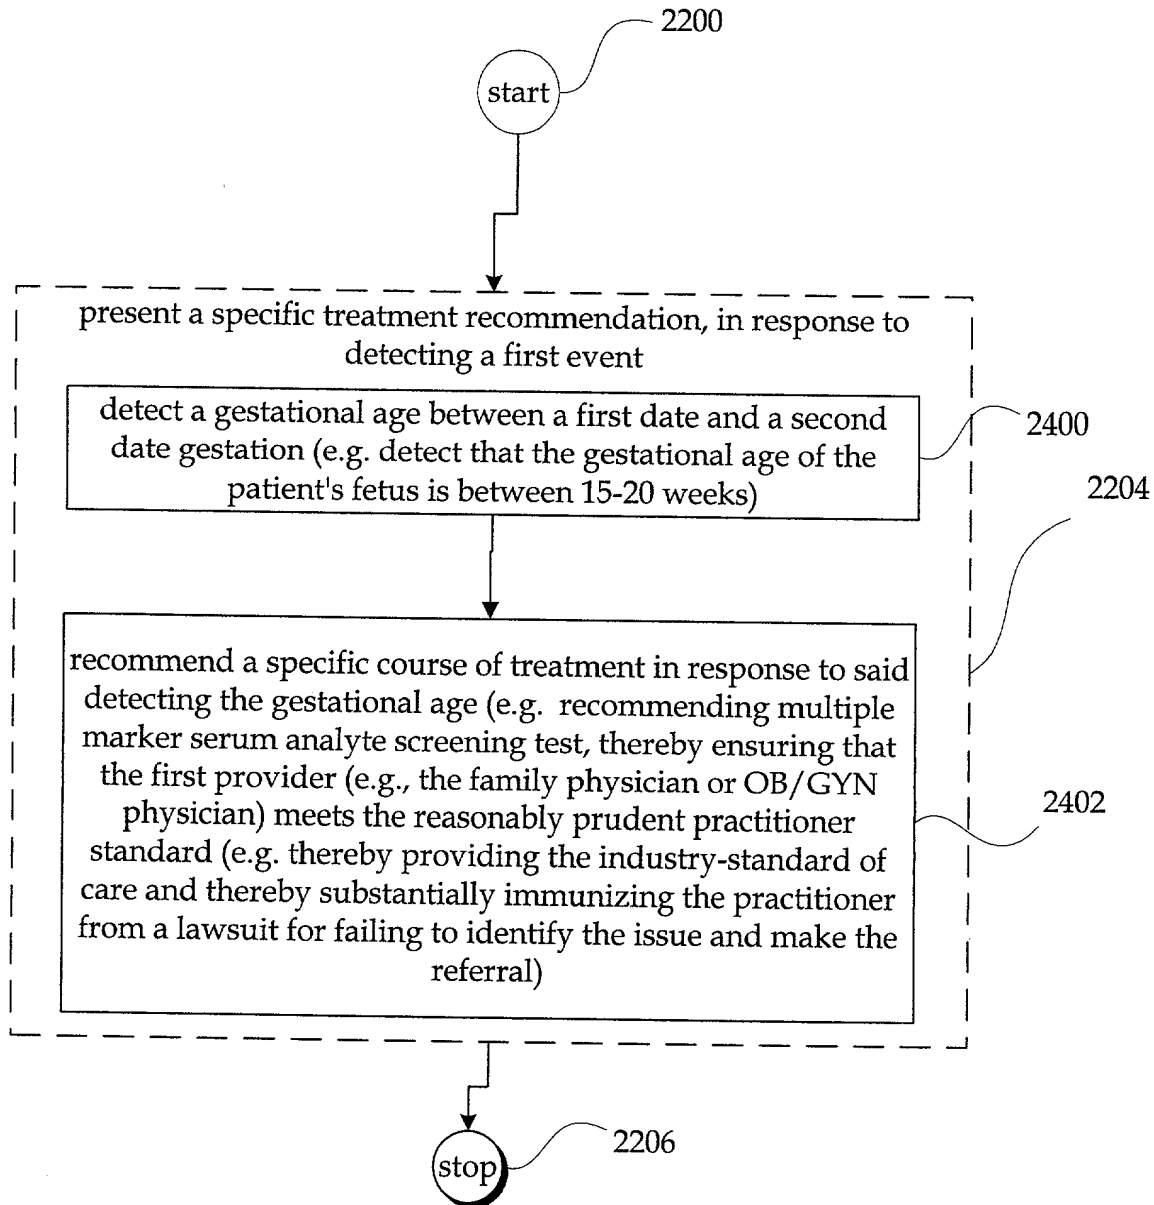 2200
start
present a specific treatment recommendation, in response to
detecting a first event
detect a gestational age between a first date and a second
date gestation (e.g. detect that the gestational age of the
patient's fetus is between 15-20 weeks)
2400
2204
recommend a specific course of treatment in response to said
detecting the gestational age (e.g. recommending multiple
marker serum analyte screening test, thereby ensuring that
the first provider (e.g., the family physician or OB/GYN
physician) meets the reasonably prudent practitioner
standard (e.g. thereby providing the industry-standard of
care and thereby substantially immunizing the practitioner
from a lawsuit for failing to identify the issue and make the
referral)
2402
stop
2206